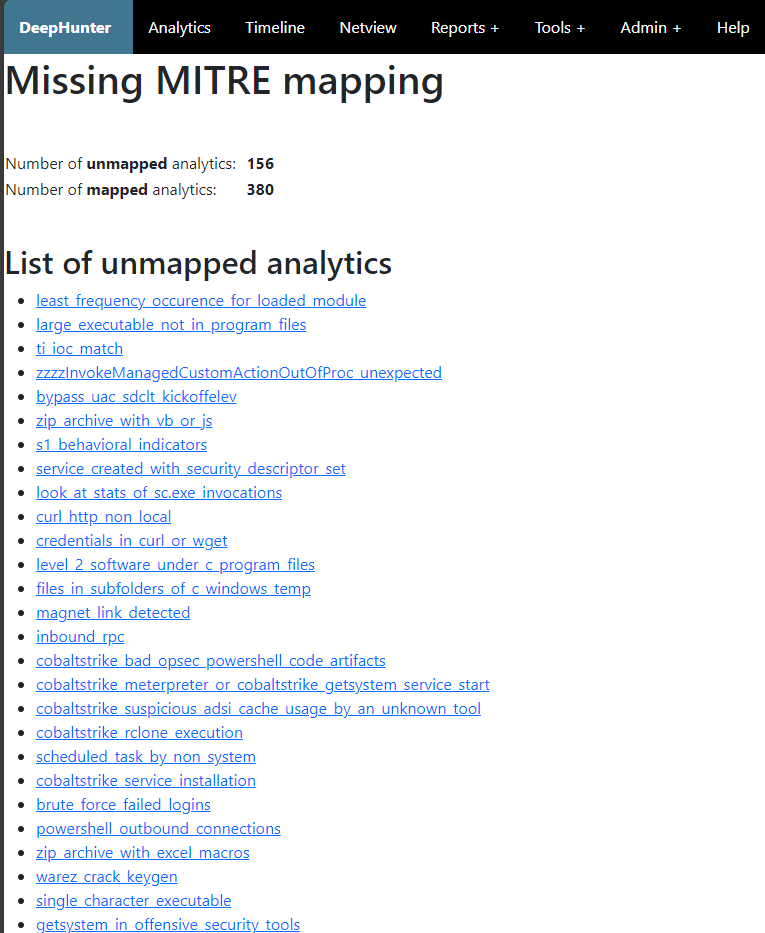 DeepHunter Analytics Timeline Netview Reports + Tools + Admin + Help
Missing MITRE mapping
Number of unmapped analytics: 156
Number of mapped analytics: 380
List of unmapped analytics
least_frequency_occurence_for_loaded_module
large_executable_not_in_program_files
ti_ioc_match
zzzzInvokeManagedCustomActionOutOfProc_unexpected
bypass_uac_sdclt_kickoffelev
zip_archive_with_vb_or_js
s1_behavioral_indicators
service_created_with_security_descriptor_set
look_at_stats_of_sc.exe_invocations
curl_http_non_local
credentials_in_curl_or_wget
level_2_software_under_c_program_files
files_in_subfolders_of_c_windows_temp
magnet_link_detected
inbound_rpc
cobaltstrike_bad_opsec_powershell_code_artifacts
cobaltstrike_meterpreter_or_cobaltstrike_getsystem_service_start
cobaltstrike_suspicious_adsi_cache_usage_by_an_unknown_tool
cobaltstrike_rclone_execution
scheduled_task_by_non_system
cobaltstrike_service_installation
brute_force_failed_logins
powershell_outbound_connections
zip_archive_with_excel_macros
warez_crack_keygen
single_character_executable
getsystem_in_offensive_security_tools